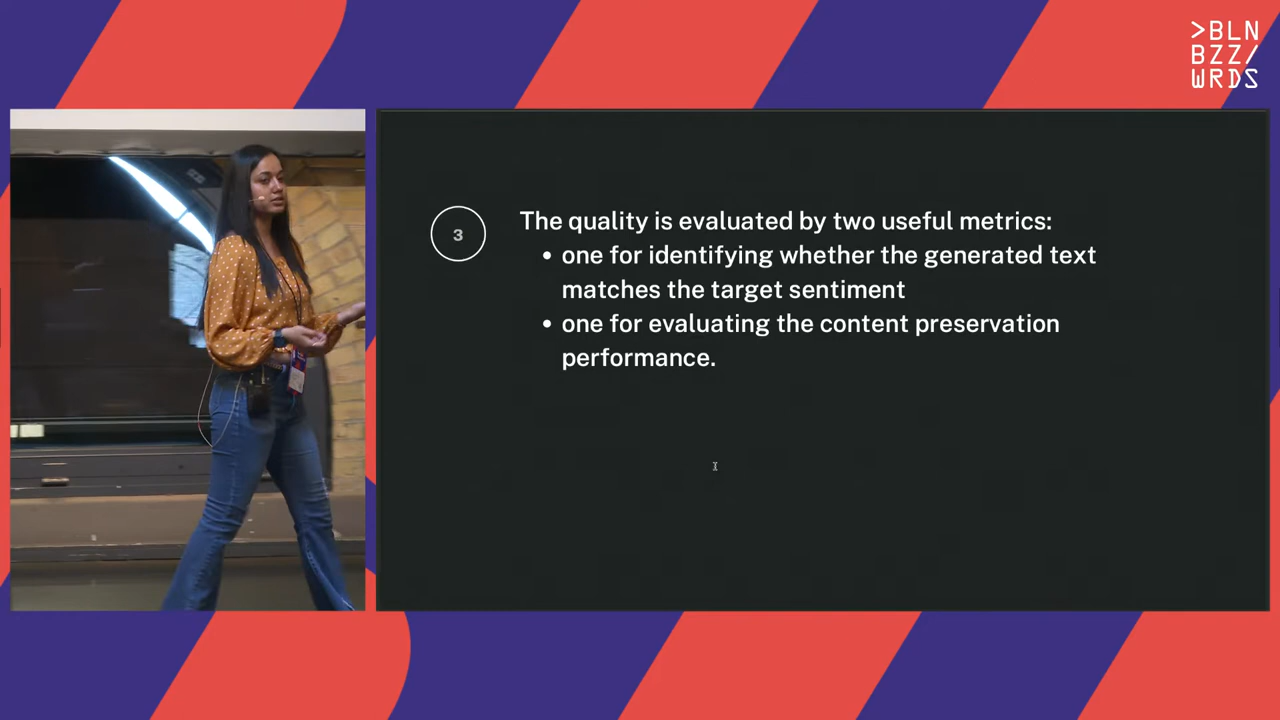 >BLN
BZZ/
WRDS
3
The quality is evaluated by two useful metrics:
• one for identifying whether the generated text
matches the target sentiment
• one for evaluating the content preservation
performance.